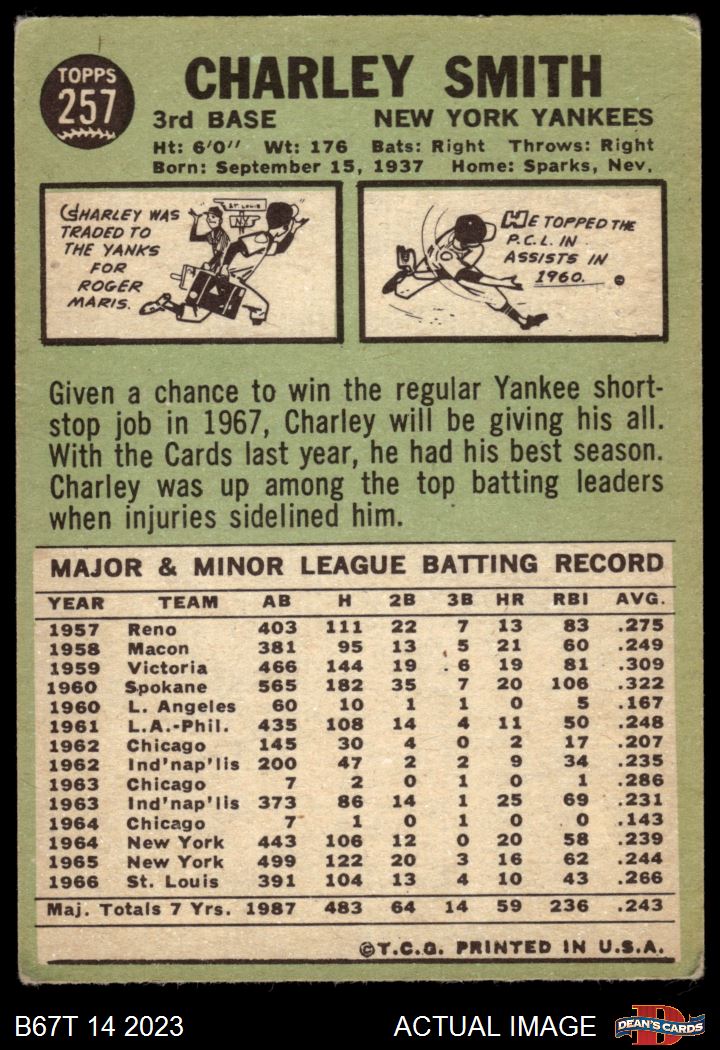 TOPPS
257
CHARLEY SMITH
3rd BASE NEW YORK YANKEES
Ht: 6'0" Wt: 176 Bats: Right Throws: Right
Born: September 15, 1937 Home: Sparks, Nev.
CHARLEY WAS
TRADED TO
THE YANKS
FOR
ROGER
MARIS.
ST. LOUIS
N.Y.
HE TOPPED THE
P.C.L. IN
ASSISTS IN
1960.
Given a chance to win the regular Yankee short-
stop job in 1967, Charley will be giving his all.
With the Cards last year, he had his best season.
Charley was up among the top batting leaders
when injuries sidelined him.
MAJOR & MINOR LEAGUE BATTING RECORD
YEAR TEAM AB H 2B 3B HR RBI AVG.
1957 Reno 403 111 22 7 13 83 .275
1958 Macon 381 95 13 5 21 60 .249
1959 Victoria 466 144 19 6 19 81 .309
1960 Spokane 565 182 35 7 20 106 .322
1960 L. Angeles 60 10 1 1 0 5 .167
1961 L.A.-Phil. 435 108 14 4 11 50 .248
1962 Chicago 145 30 4 0 2 17 .207
1962 Ind'nap'lis 200 47 2 2 9 34 .235
1963 Chicago 7 2 0 1 0 1 .286
1963 Ind'nap'lis 373 86 14 1 25 69 .231
1964 Chicago 7 1 0 1 0 0 .143
1964 New York 443 106 12 0 20 58 .239
1965 New York 499 122 20 3 16 62 .244
1966 St. Louis 391 104 13 4 10 43 .266
Maj. Totals 7 Yrs. 1987 483 64 14 59 236 .243
©T.C.G. PRINTED IN U.S.A.
B67T 14 2023 ACTUAL IMAGE
D
DEAN'S CARDS